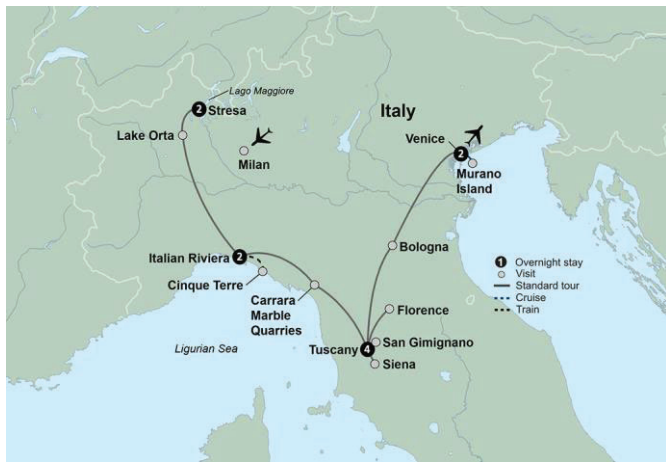 Lago Maggiore
2 Stresa
Italy
Lake Orta
Milan
Venice
2
Murano
Island
Bologna
Italian Riviera 2
Cinque Terre
Carrara
Marble
Quarries
Florence
San Gimignano
Tuscany 4
Siena
Ligurian Sea
1 Overnight stay
Visit
Standard tour
Cruise
Train